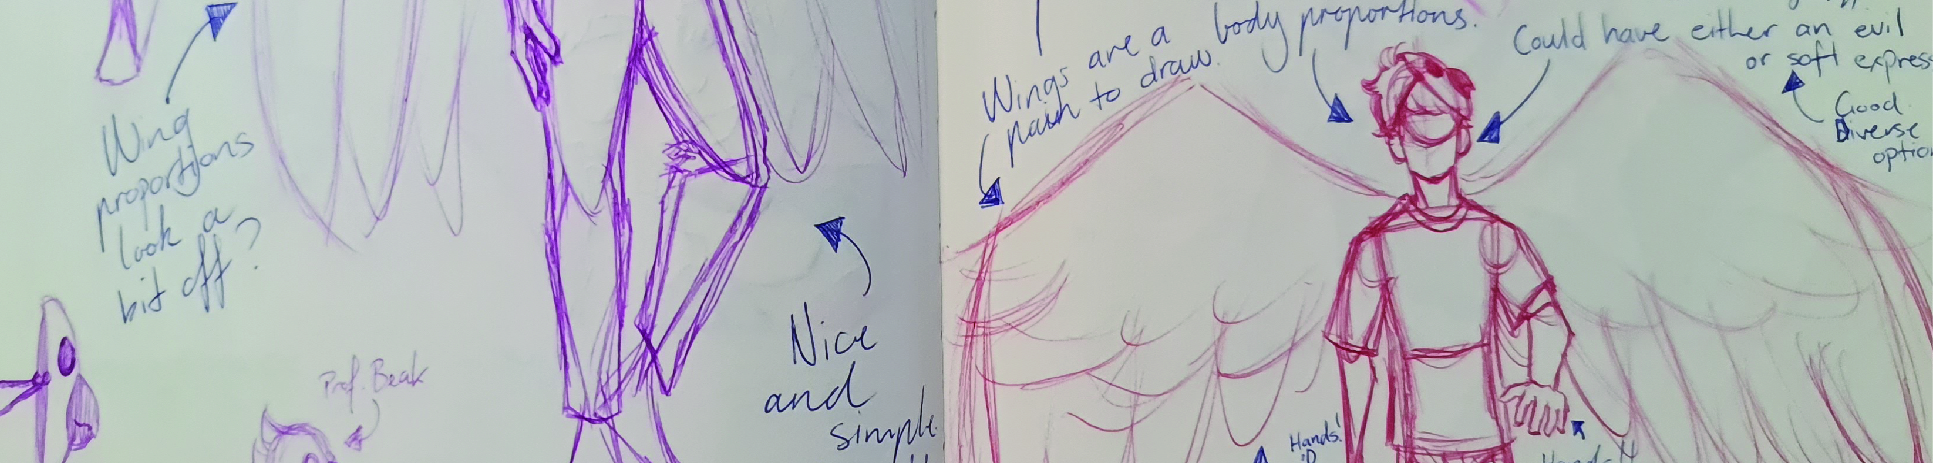 Wing
proportions
look a
bit off?
Prof. Beak
Nice
and
simple
body proportions.
Wings are a
pain to draw.
Could have either an evil
or soft express
Good
Diverse
optio
Hands!
:D
Hands!!